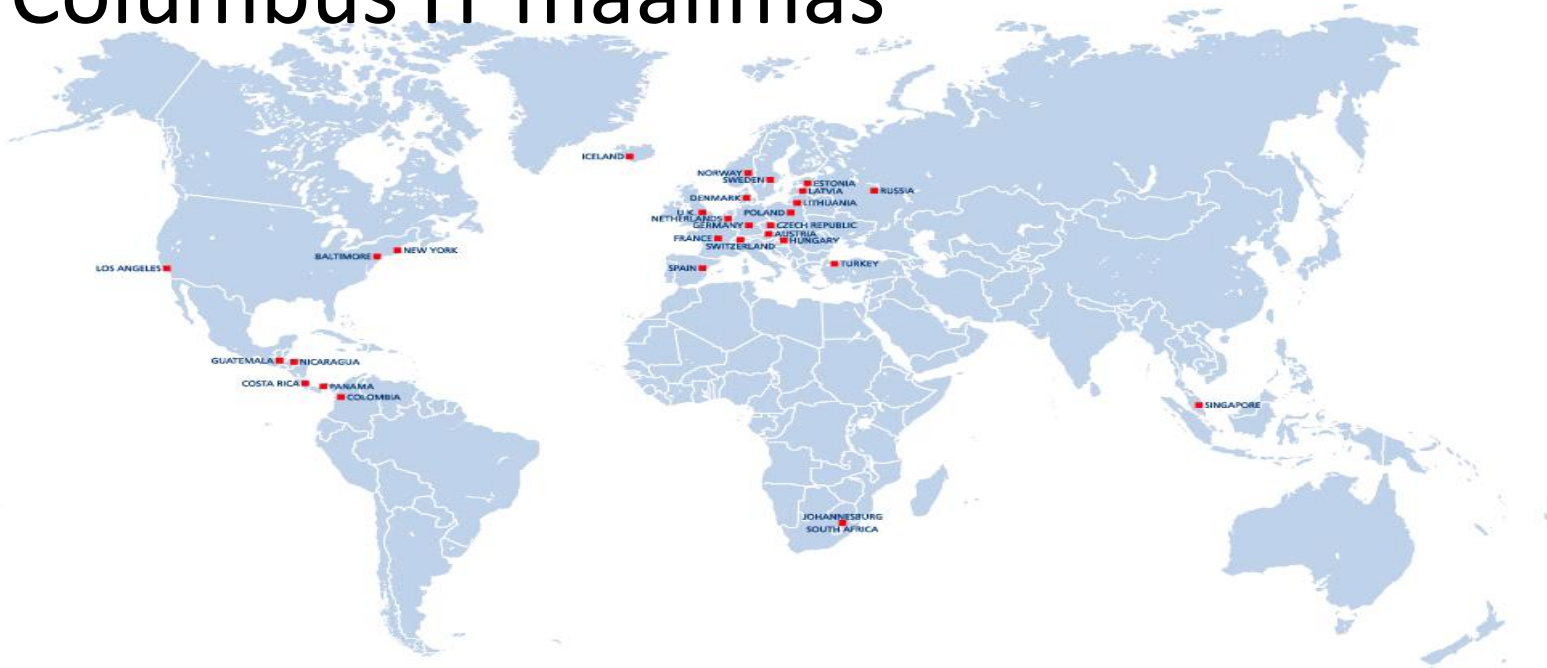 Columbus IT maailmas
ICELAND
NORWAY
SWEDEN
ESTONIA
LATVIA
RUSSIA
DENMARK
LITHUANIA
U.K.
POLAND
NETHERLANDS
GERMANY
CZECH REPUBLIC
AUSTRIA
FRANCE
HUNGARY
SWITZERLAND
NEW YORK
BALTIMORE
LOS ANGELES
SPAIN
TURKEY
GUATEMALA
NICARAGUA
COSTA RICA
PANAMA
COLOMBIA
SINGAPORE
JOHANNESBURG
SOUTH AFRICA